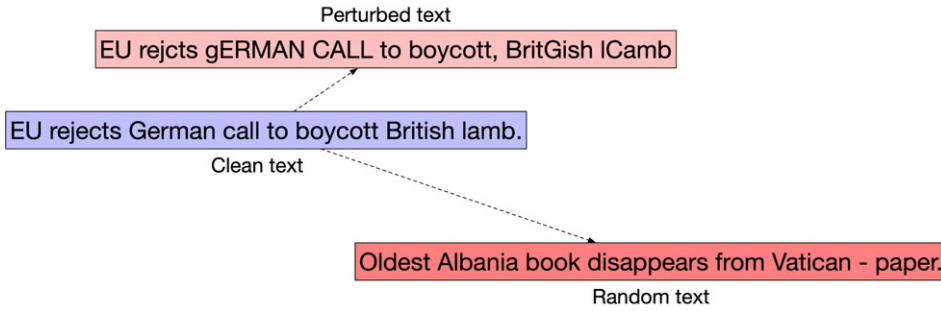 Perturbed text
EU rejcts gERMAN CALL to boycott, BritGish lCamb
EU rejects German call to boycott British lamb.
Clean text
Oldest Albania book disappears from Vatican - paper.
Random text